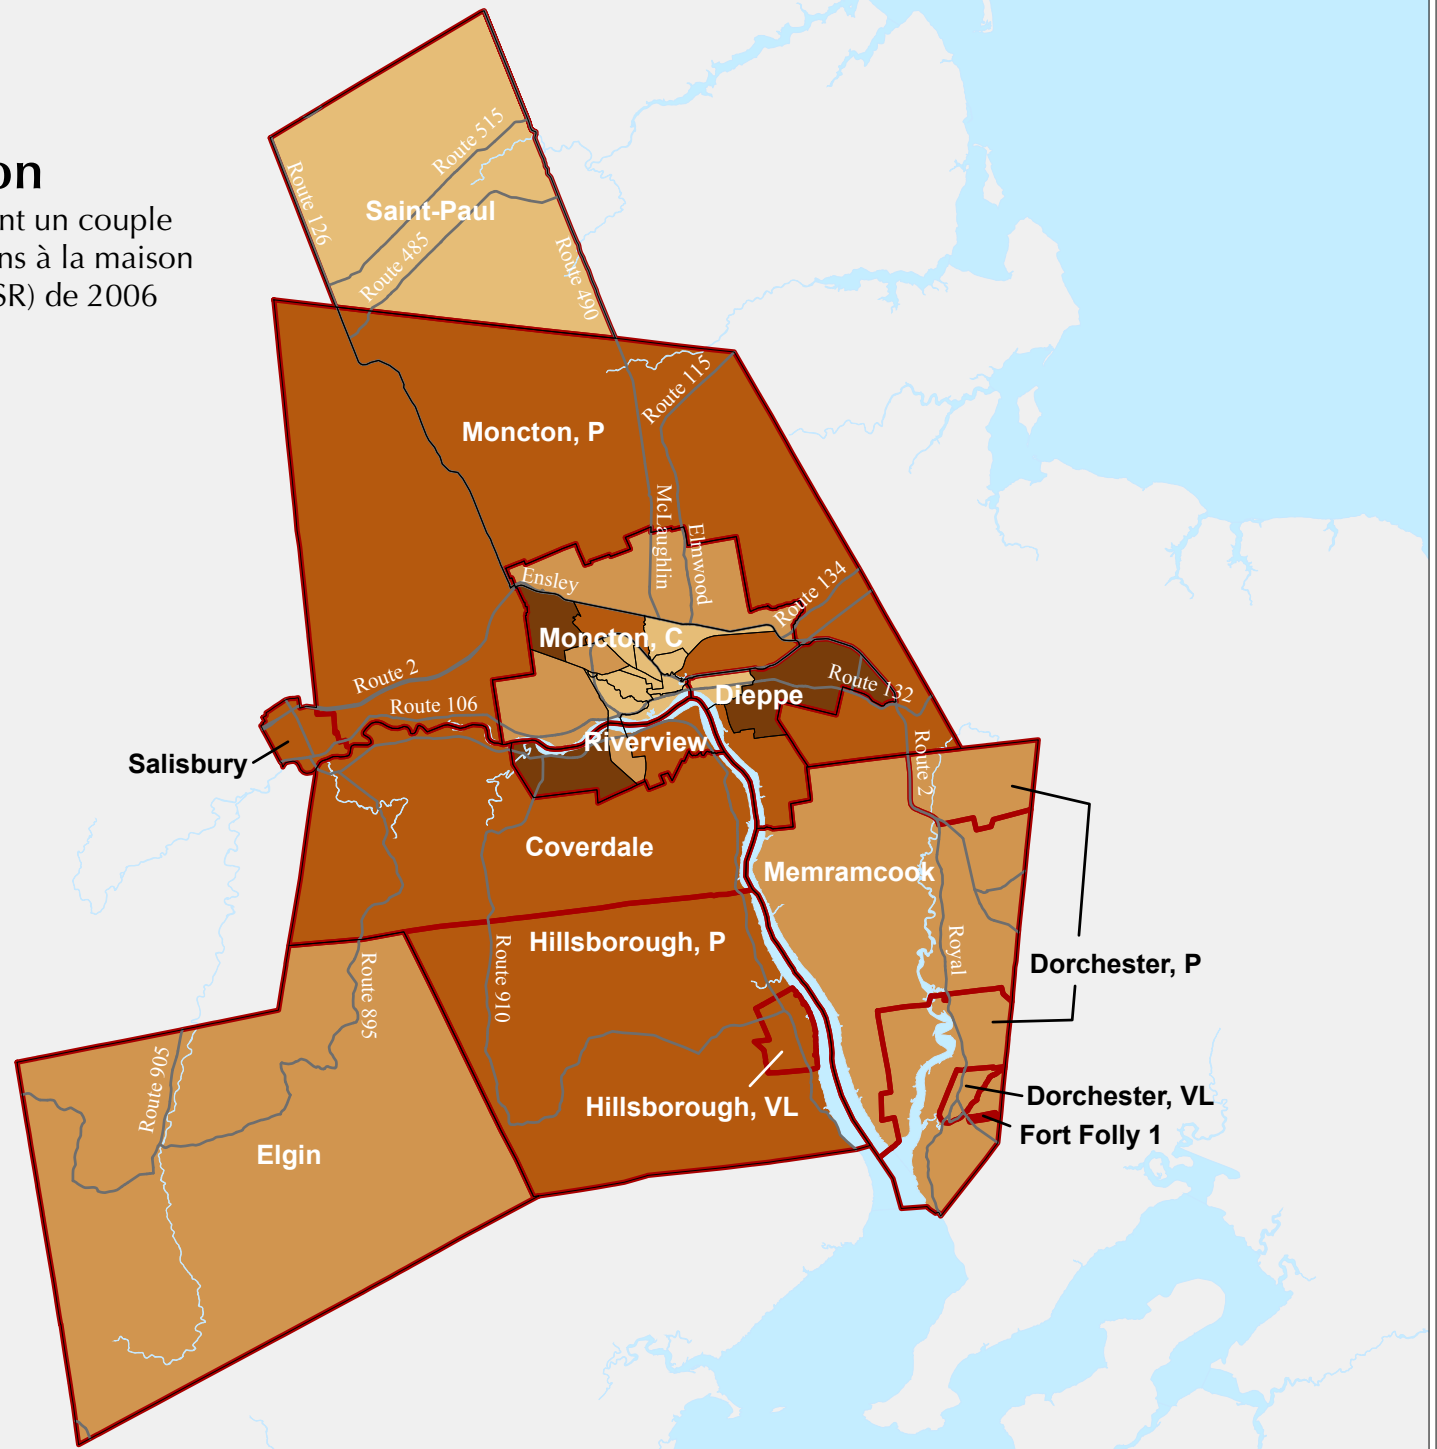 on
nt un couple
ns à la maison
SR) de 2006
Route 515
Route 126
Saint-Paul
Route 485
Route 490
Route 115
Moncton, P
McLaughlin
Elmwood
Ensley
Route 134
Moncton, C
Route 2
Route 132
Dieppe
Route 106
Riverview
Salisbury
Route 2
Coverdale
Memramcook
Hillsborough, P
Royal
Route 910
Route 895
Dorchester, P
Route 905
Dorchester, VL
Hillsborough, VL
Fort Folly 1
Elgin